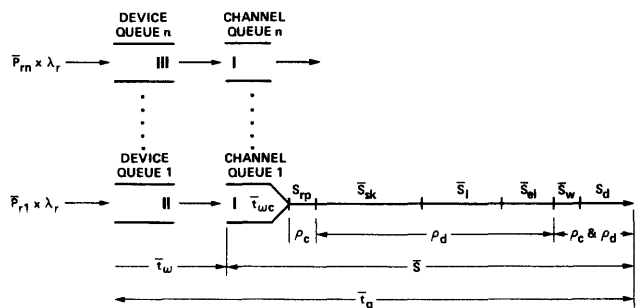 DEVICE QUEUE n
CHANNEL QUEUE n
P̄rn × λr
III
I
DEVICE QUEUE 1
CHANNEL QUEUE 1
P̄r1 × λr
II
I
t̄ωc
Srp
S̄sk
S̄l
S̄el
S̄w
Sd
ρc
ρd
ρc & ρd
t̄ω
S̄
t̄q